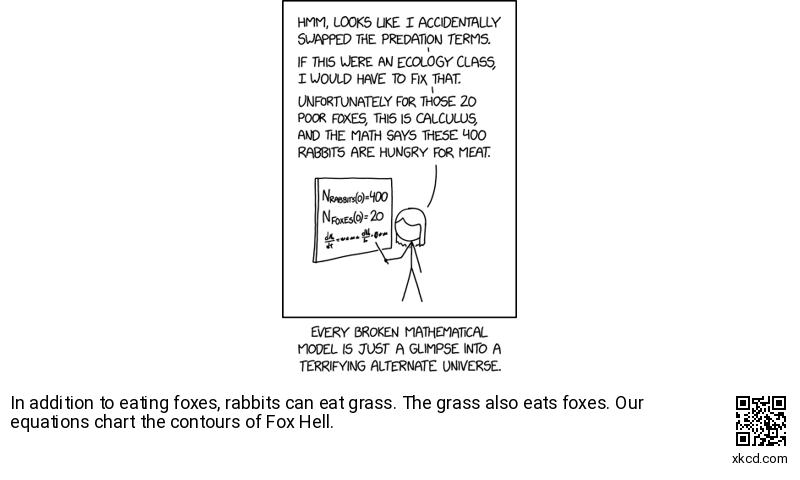 HMM, LOOKS LIKE I ACCIDENTALLY
SWAPPED THE PREDATION TERMS.
IF THIS WERE AN ECOLOGY CLASS,
I WOULD HAVE TO FIX THAT.
UNFORTUNATELY FOR THOSE 20
POOR FOXES, THIS IS CALCULUS,
AND THE MATH SAYS THESE 400
RABBITS ARE HUNGRY FOR MEAT.
NRABBITS(0)=400
NFOXES(0)=20
EVERY BROKEN MATHEMATICAL
MODEL IS JUST A GLIMPSE INTO A
TERRIFYING ALTERNATE UNIVERSE.
In addition to eating foxes, rabbits can eat grass. The grass also eats foxes. Our
equations chart the contours of Fox Hell.
xkcd.com